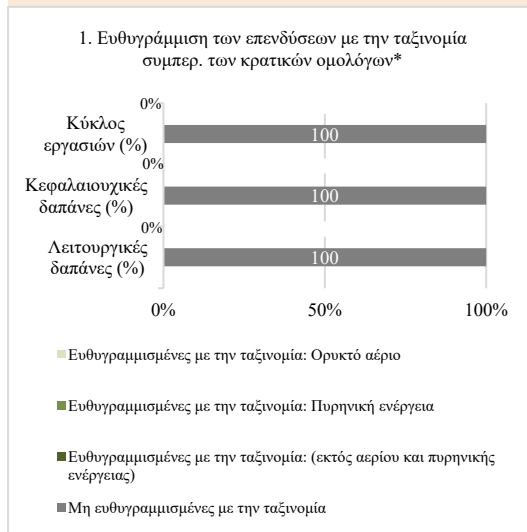 1. Ευθυγράμμιση των επενδύσεων με την ταξινομία
συμπερ. των κρατικών ομολόγων*
0%
Κύκλος
εργασιών (%)
100
0%
Κεφαλαιουχικές
δαπάνες (%)
100
0%
Λειτουργικές
δαπάνες (%)
100
0% 50% 100%
Ευθυγραμμισμένες με την ταξινομία: Ορυκτό αέριο
Ευθυγραμμισμένες με την ταξινομία: Πυρηνική ενέργεια
Ευθυγραμμισμένες με την ταξινομία: (εκτός αερίου και πυρηνικής
ενέργειας)
Μη ευθυγραμμισμένες με την ταξινομία